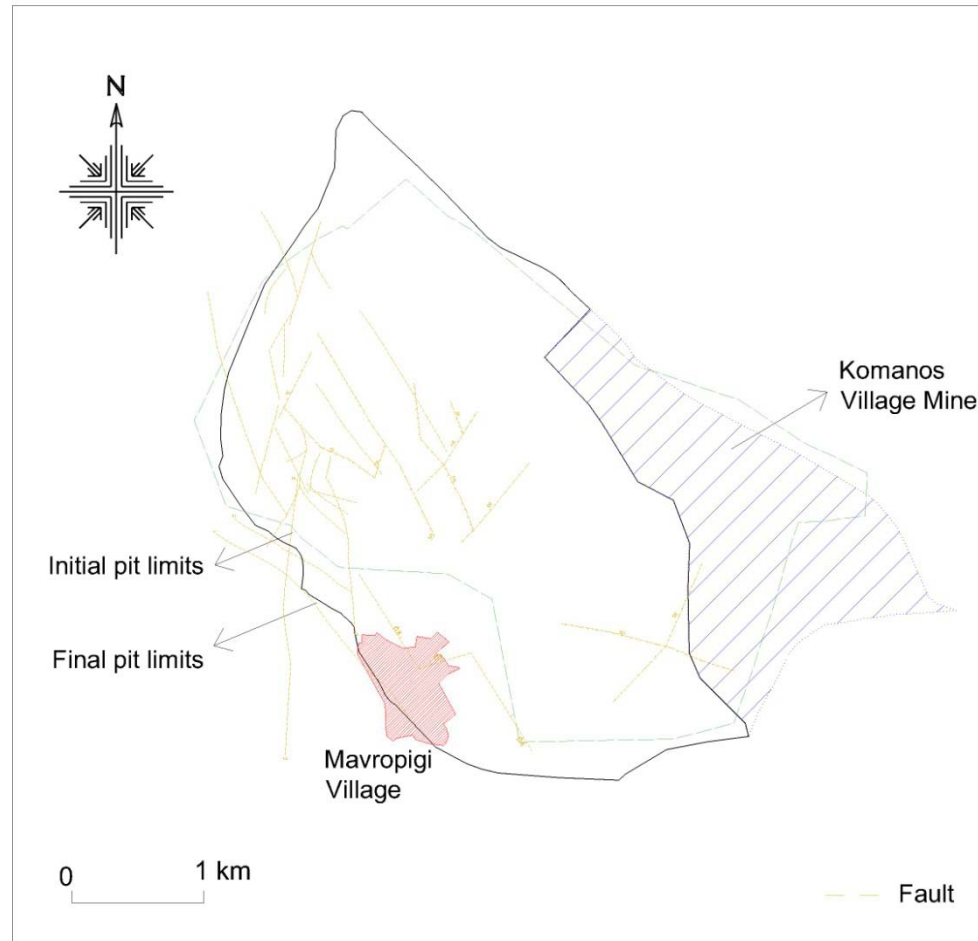 N
Komanos
Village Mine
Initial pit limits
Final pit limits
Mavropigi
Village
0 1 km
Fault